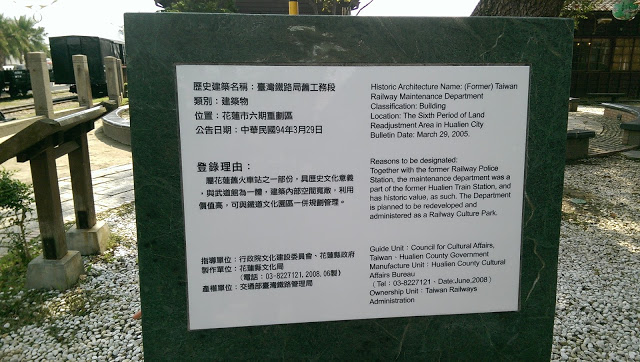 歷史建築名稱：臺灣鐵路局舊工務段
類別：建築物
位置：花蓮市六期重劃區
公告日期：中華民國94年3月29日
登錄理由：
屬花蓮舊火車站之一部份，具歷史文化意義
，與武道館為一體，建築內部空間寬敞，利用
價值高，可與鐵道文化園區一併規劃管理。
指導單位：行政院文化建設委員會、花蓮縣政府
製作單位：花蓮縣文化局
（電話：03-8227121,2008.06製）
產權單位：交通部臺灣鐵路管理局
Historic Architecture Name: (Former) Taiwan
Railway Maintenance Department
Classification: Building
Location: The Sixth Period of Land
Readjustment Area in Hualien City
Bulletin Date: March 29, 2005.
Reasons to be designated:
Together with the former Railway Police
Station, the maintenance department was a
part of the former Hualien Train Station, and
has historic value, as such. The Department
is planned to be redeveloped and
administered as a Railway Culture Park.
Guide Unit：Council for Cultural Affairs,
Taiwan、Hualien County Government
Manufacture Unit：Hualien County Cultural
Affairs Bureau
（Tel：03-8227121、Date:June,2008）
Ownership Unit：Taiwan Railways
Administration